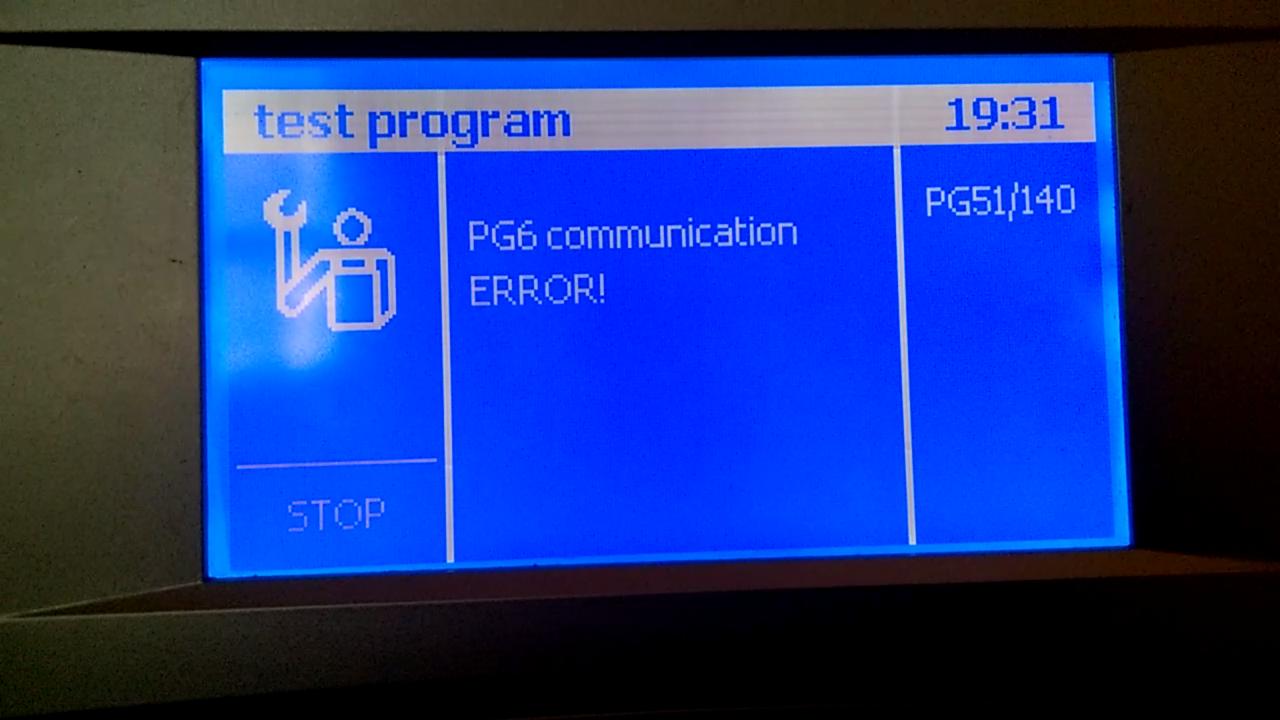 test program
19:31
PG6 communication
ERROR!
PG51/140
STOP